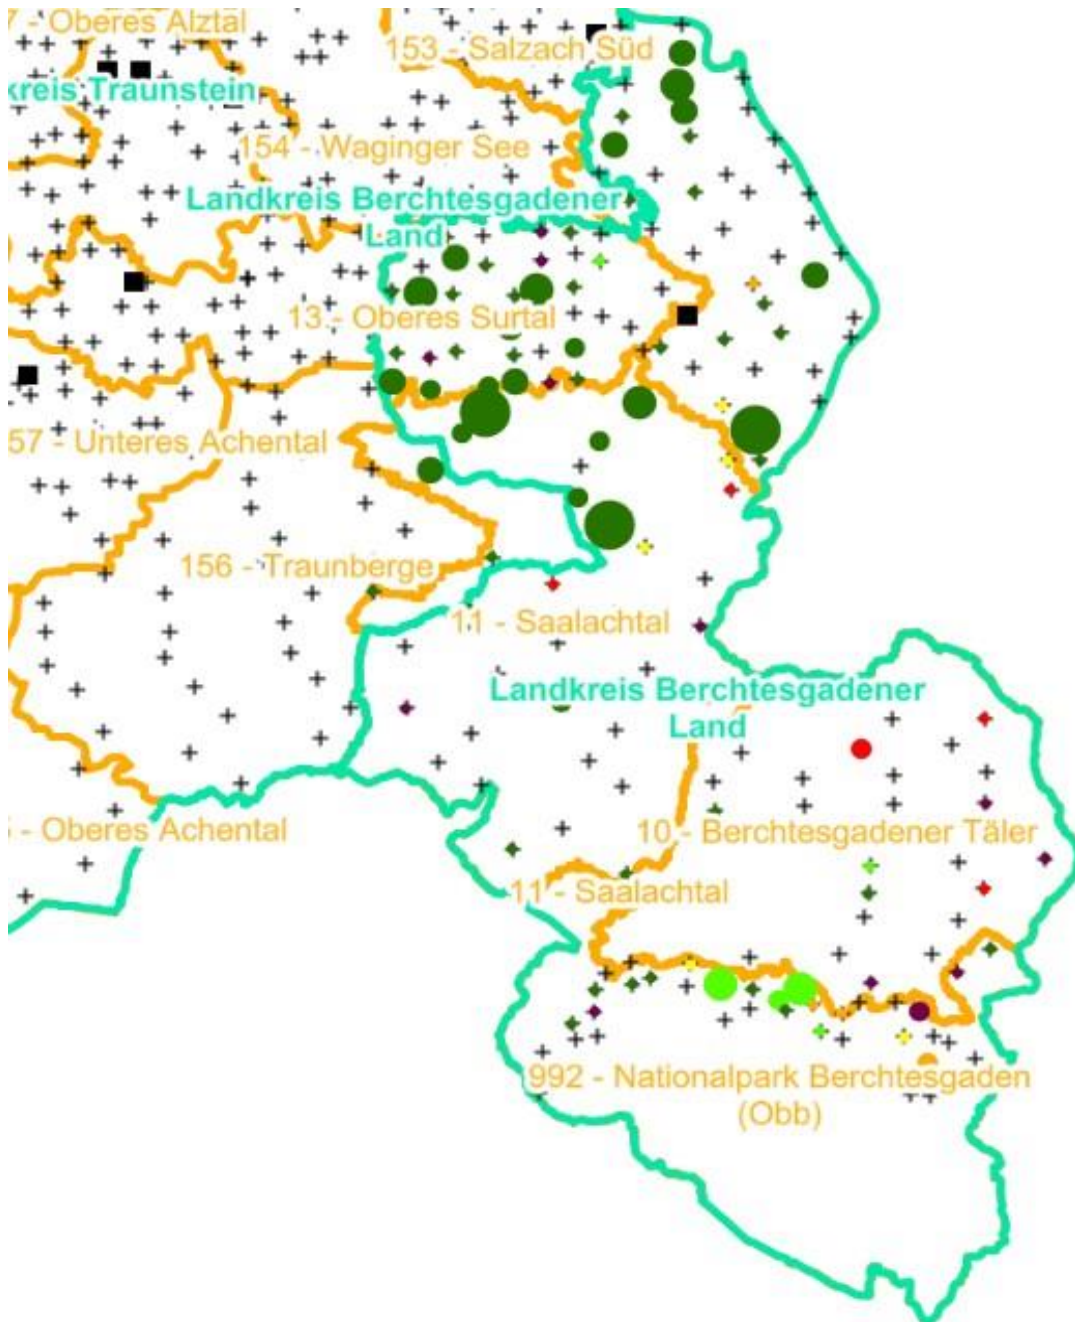 7 - Oberes Alztal
153 - Salzach Süd
kreis Traunstein
154 - Waginger See
Landkreis Berchtesgadener
Land
13 - Oberes Surtal
57 - Unteres Achental
156 - Traunberge
11 - Saalachtal
Landkreis Berchtesgadener
Land
- Oberes Achental
10 - Berchtesgadener Täler
11 - Saalachtal
992 - Nationalpark Berchtesgaden
(Obb)